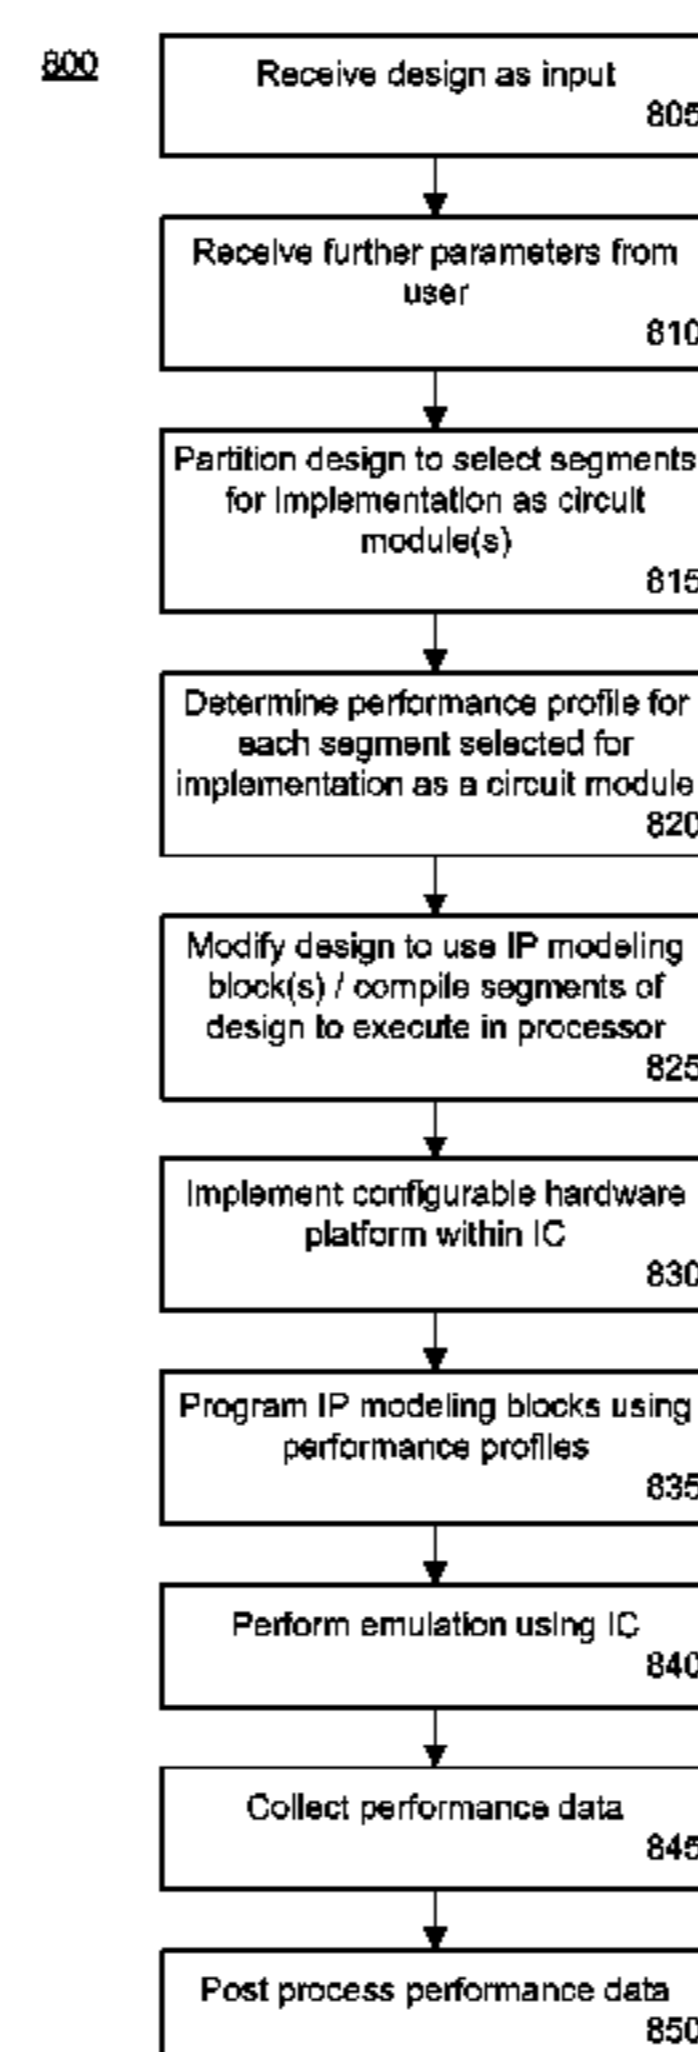 800
Receive design as input
805
Receive further parameters from
user
810
Partition design to select segments
for implementation as circuit
module(s)
815
Determine performance profile for
each segment selected for
implementation as a circuit module
820
Modify design to use IP modeling
block(s) / compile segments of
design to execute in processor
825
Implement configurable hardware
platform within IC
830
Program IP modeling blocks using
performance profiles
835
Perform emulation using IC
840
Collect performance data
845
Post process performance data
850